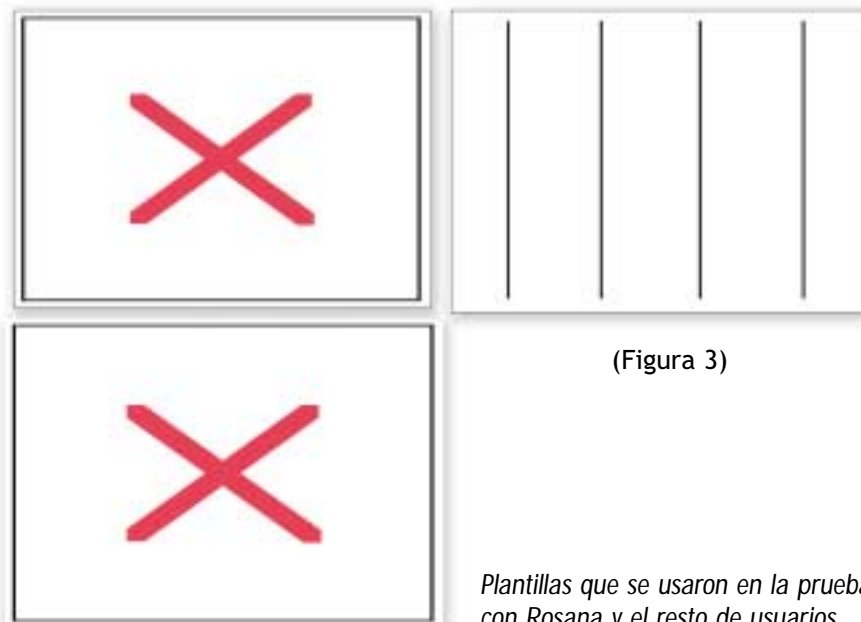 (Figura 3)
Plantillas que se usaron en la prueba
con Rosana y el resto de usuarios